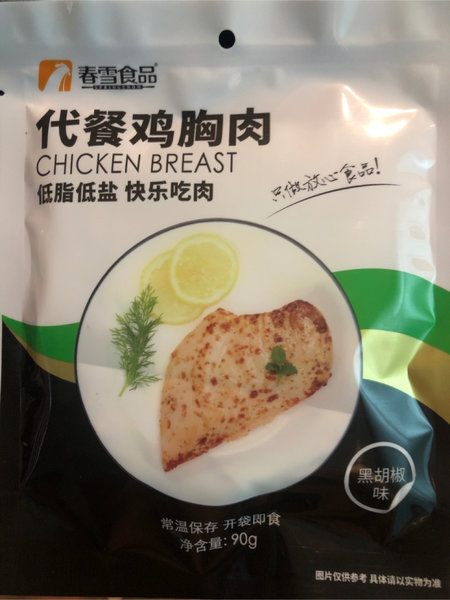 春雪食品
SPRINGSNOW
代餐鸡胸肉
CHICKEN BREAST
低脂低盐 快乐吃肉
只做放心食品!
黑胡椒
味
常温保存 开袋即食
净含量: 90g
图片仅供参考 具体请以实物为准